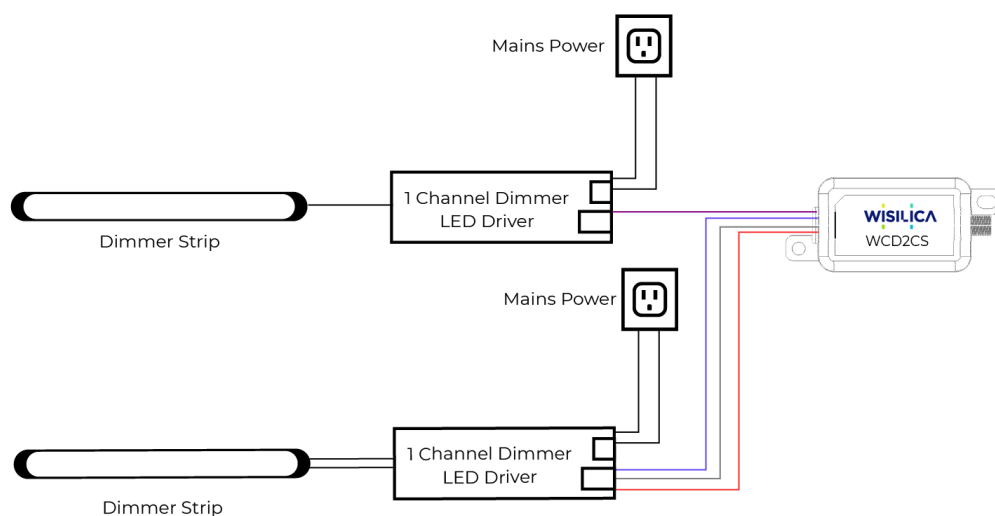 Mains Power
1 Channel Dimmer
LED Driver
Dimmer Strip
WISILICA
WCD2CS
Mains Power
1 Channel Dimmer
LED Driver
Dimmer Strip